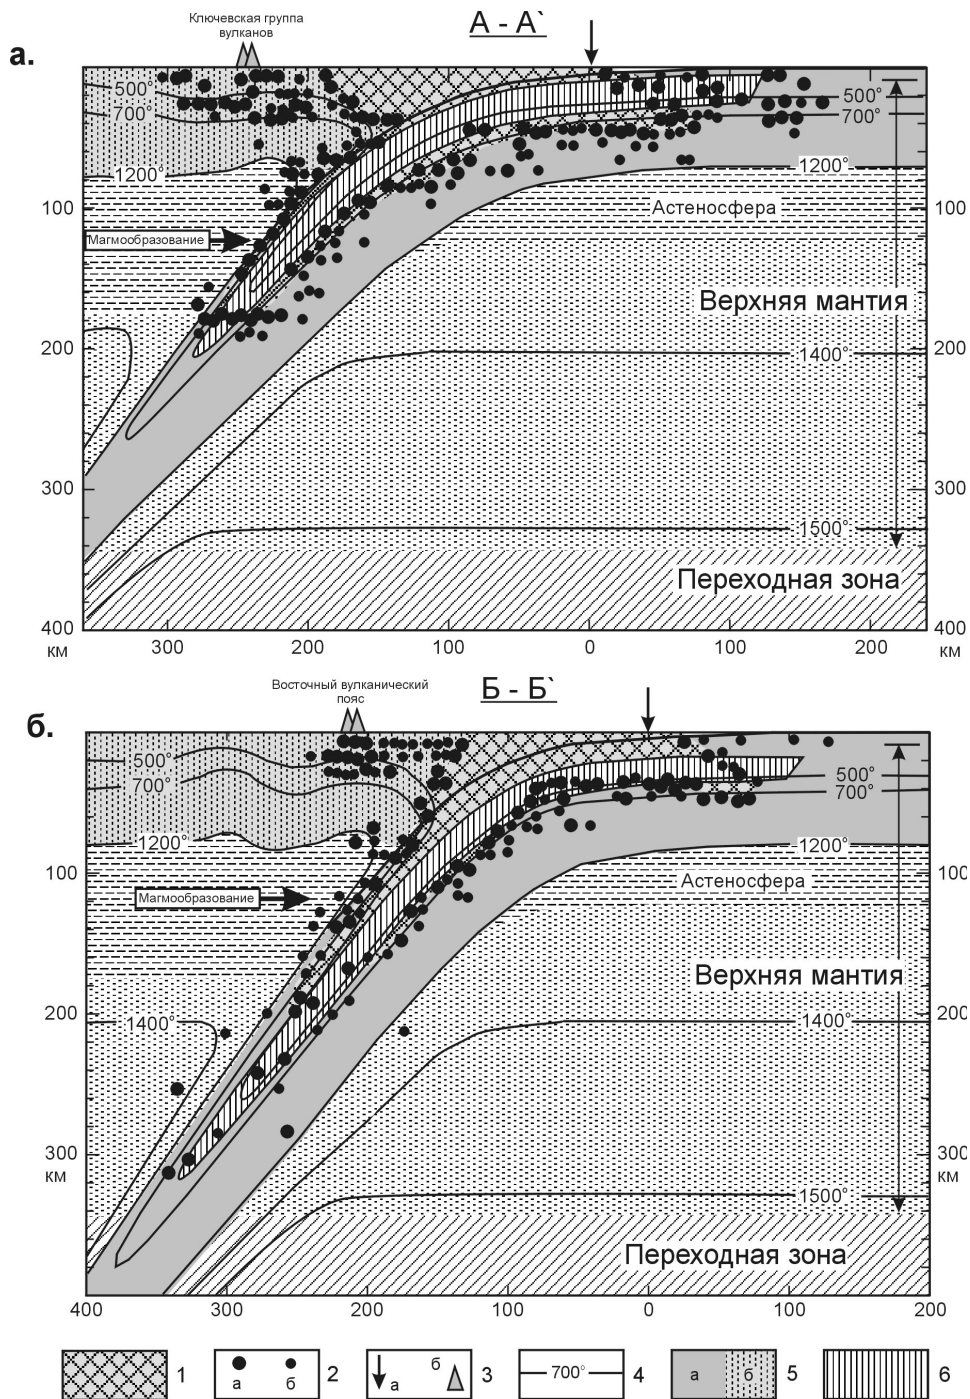 Ключевская группа
вулканов
А - А`
а.
500°
700°
1200°
500°
700°
1200°
100
100
Астеносфера
Магмообразование
Верхняя мантия
200
200
1400°
300
300
1500°
Переходная зона
400
400
км
300
200
100
0
100
200
км
Восточный вулканический
пояс
Б - Б`
б.
500°
700°
1200°
500°
700°
1200°
100
100
Астеносфера
Магмообразование
Верхняя мантия
200
200
1400°
1400°
300
км
300
км
1500°
Переходная зона
400
300
200
100
0
100
200
а б 2
а б 3
700° 4
а б 5
1
6